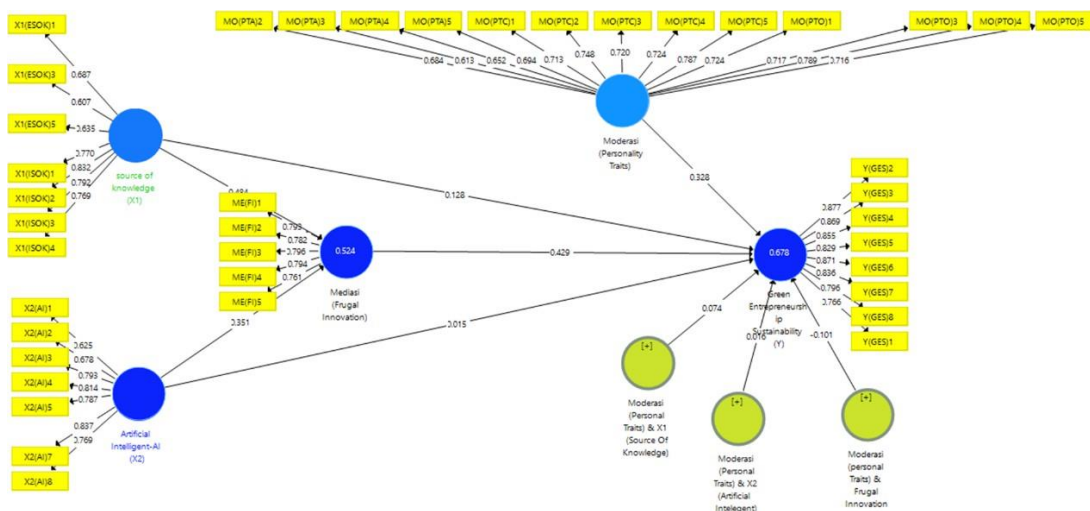 MO(PTA)2
MO(PTA)3
MO(PTA)4
MO(PTA)5
MO(PTC)1
MO(PTC)2
MO(PTC)3
MO(PTC)4
MO(PTC)5
MO(PTO)1
MO(PTO)3
MO(PTO)4
MO(PTO)5
0.684
0.613
0.652
0.694
0.713
0.748
0.720
0.724
0.787
0.724
0.717
0.789
0.716
Moderasi
(Personality
Traits)
0.328
X1(ESOK)1
X1(ESOK)3
X1(ESOK)5
X1(ISOK)1
X1(ISOK)2
X1(ISOK)3
X1(ISOK)4
0.687
0.607
0.635
0.770
0.832
0.792
0.769
source of
knowledge
(X1)
0.484
0.128
ME(FI)1
ME(FI)2
ME(FI)3
ME(FI)4
ME(FI)5
0.793
0.782
0.796
0.794
0.761
0.524
Mediasi
(Frugal
Innovation)
0.429
0.351
0.015
X2(AI)1
X2(AI)2
X2(AI)3
X2(AI)4
X2(AI)5
X2(AI)7
X2(AI)8
0.625
0.678
0.793
0.814
0.787
0.837
0.769
Artificial
Intelligent-AI
(X2)
0.678
Green
Entrepreneursh
ip
Sustainability
(Y)
Y(GES)2
Y(GES)3
Y(GES)4
Y(GES)5
Y(GES)6
Y(GES)7
Y(GES)8
Y(GES)1
0.877
0.869
0.855
0.829
0.871
0.836
0.796
0.766
0.074
0.016
-0.101
[+]
Moderasi
(Personal
Traits) & X1
(Source Of
Knowledge)
[+]
Moderasi
(Personal
Traits) & X2
(Artificial
Intelegent)
[+]
Moderasi
(personal
Traits) &
Frugal
Innovation